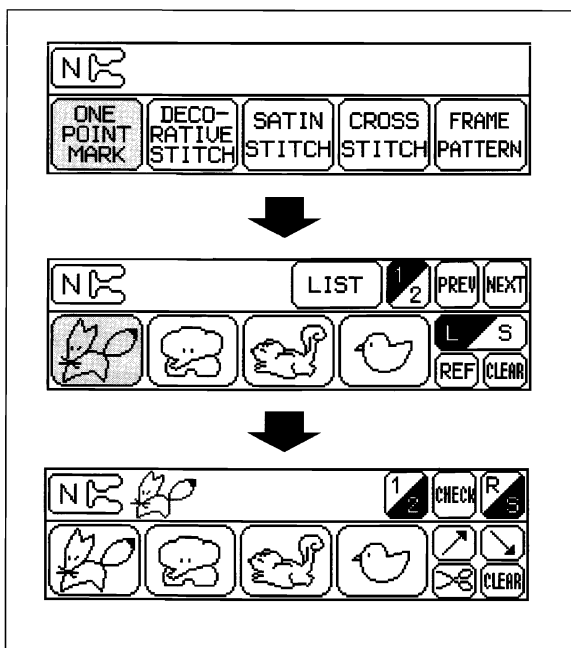 N
ONE POINT MARK
DECO- RATIVE STITCH
SATIN STITCH
CROSS STITCH
FRAME PATTERN
N
LIST
1 2
PREV
NEXT
L S
REF
CLEAR
N
1 2
CHECK
R S
CLEAR